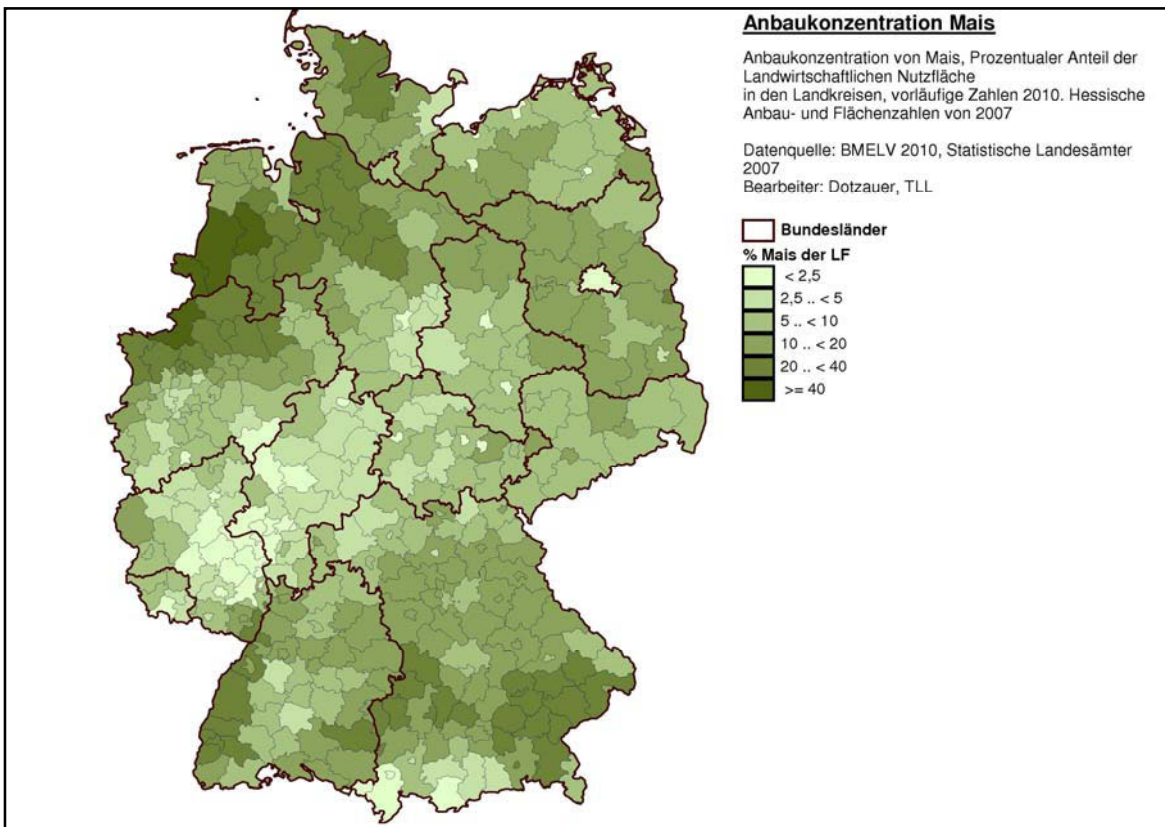 Anbaukonzentration Mais
Anbaukonzentration von Mais, Prozentualer Anteil der
Landwirtschaftlichen Nutzfläche
in den Landkreisen, vorläufige Zahlen 2010. Hessische
Anbau- und Flächenzahlen von 2007
Datenquelle: BMELV 2010, Statistische Landesämter
2007
Bearbeiter: Dotzauer, TLL
Bundesländer
% Mais der LF
< 2,5
2,5 .. < 5
5 .. < 10
10 .. < 20
20 .. < 40
>= 40